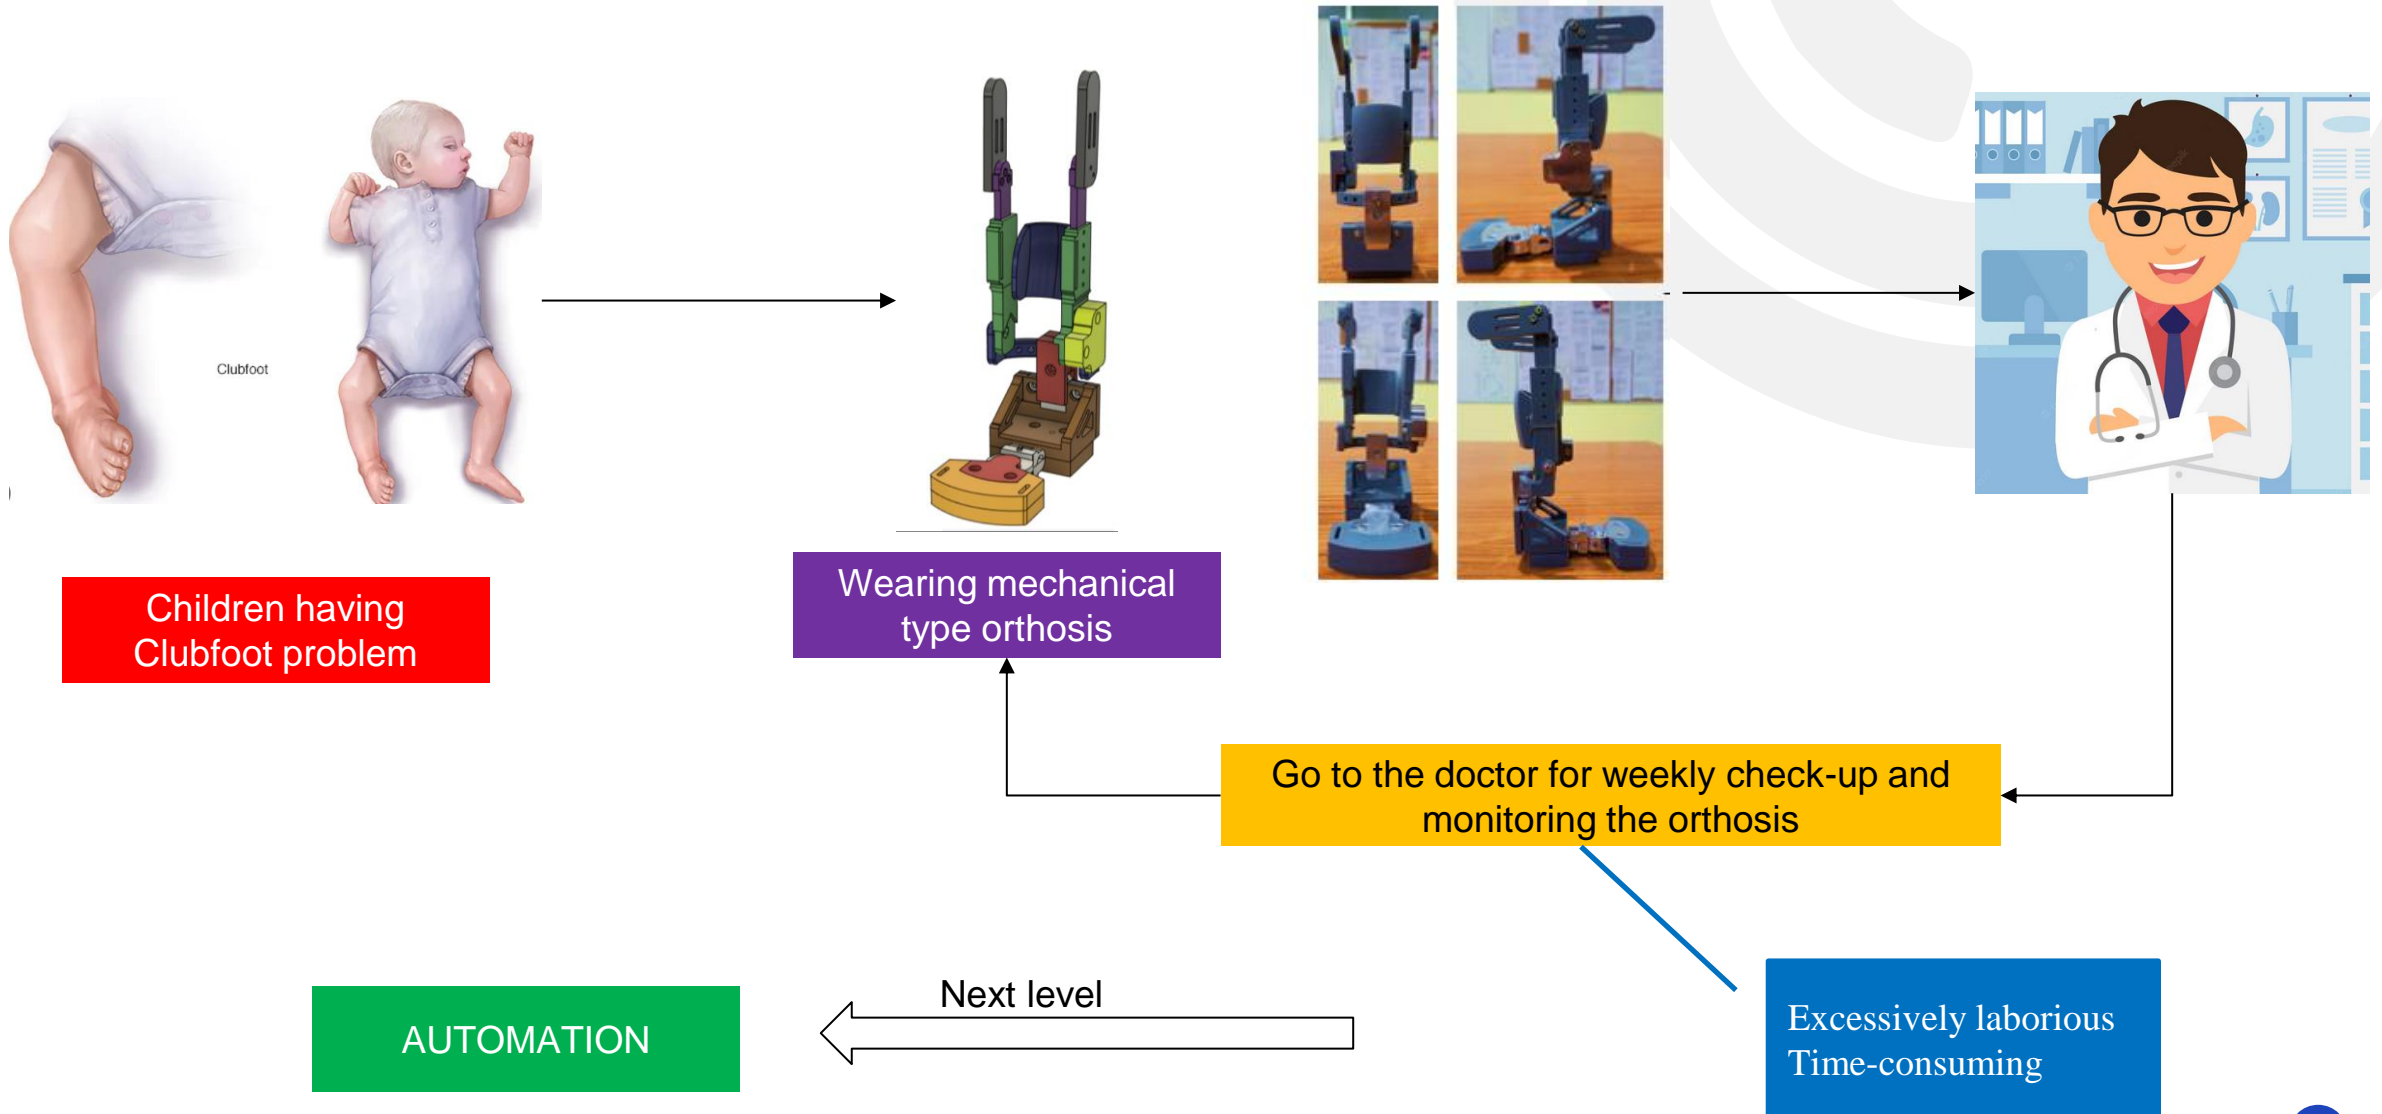 Clubfoot
Children having
Clubfoot problem
Wearing mechanical
type orthosis
Go to the doctor for weekly check-up and
monitoring the orthosis
Next level
AUTOMATION
Excessively laborious
Time-consuming